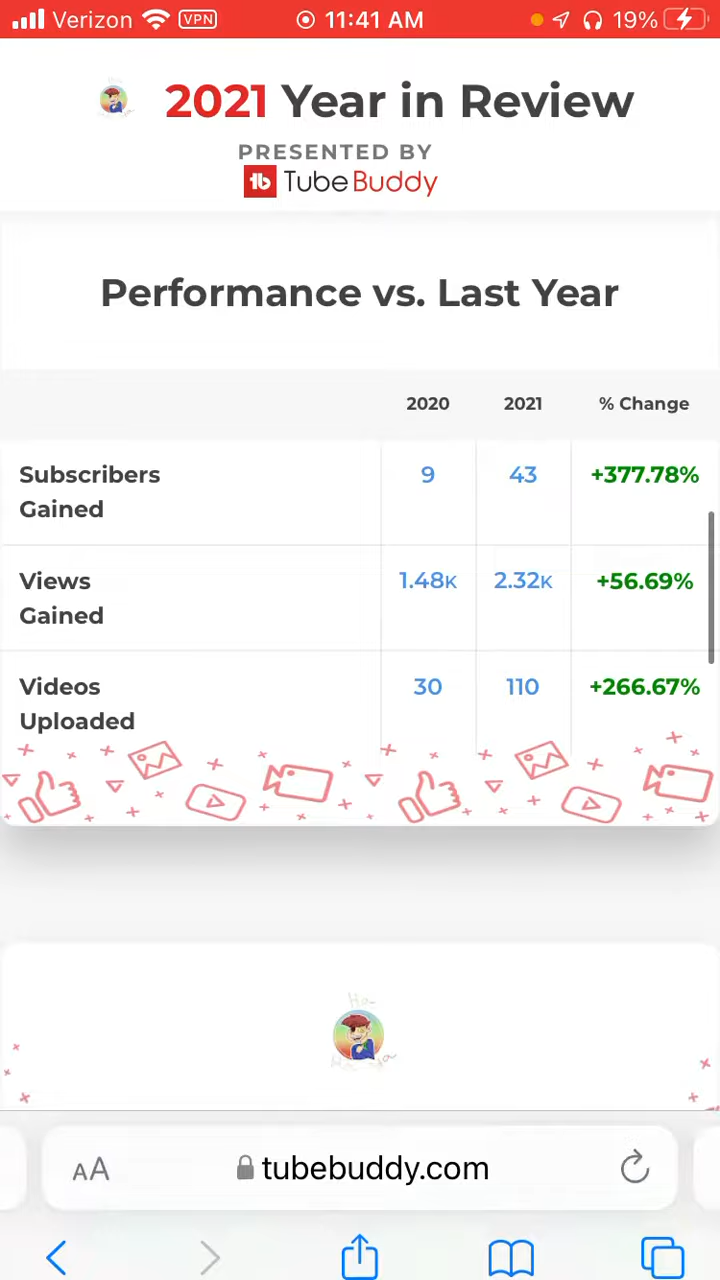 Verizon VPN 11:41 AM 19%
2021 Year in Review
PRESENTED BY
tb TubeBuddy
Performance vs. Last Year
2020 2021 % Change
Subscribers Gained 9 43 +377.78%
Views Gained 1.48K 2.32K +56.69%
Videos Uploaded 30 110 +266.67%
Ha-
AA tubebuddy.com